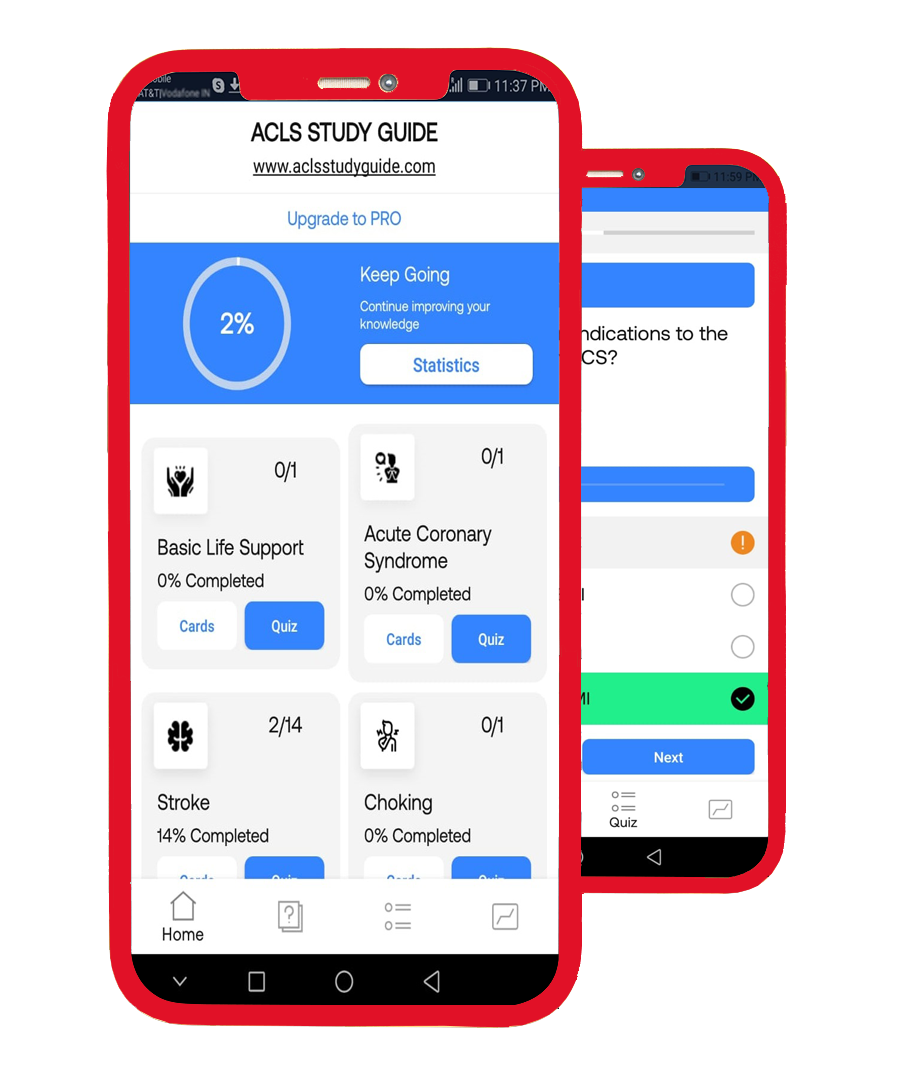 AT&T|Vodafone IN
11:37 PM
ACLS STUDY GUIDE
www.aclsstudyguide.com
Upgrade to PRO
2%
Keep Going
Continue improving your
knowledge
Statistics
0/1
Basic Life Support
0% Completed
Cards
Quiz
0/1
Acute Coronary
Syndrome
0% Completed
Cards
Quiz
2/14
Stroke
14% Completed
Cards
Quiz
0/1
Choking
0% Completed
Cards
Quiz
Home
11:59 PM
ndications to the
CS?
!
I
MI
Next
Quiz